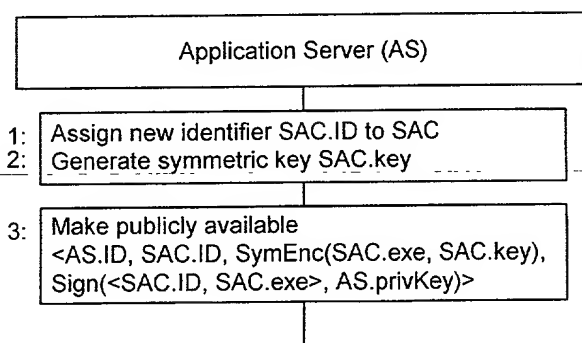 Application Server (AS)
1: Assign new identifier SAC.ID to SAC
2: Generate symmetric key SAC.key
3: Make publicly available
<AS.ID, SAC.ID, SymEnc(SAC.exe, SAC.key),
Sign(<SAC.ID, SAC.exe>, AS.privKey)>